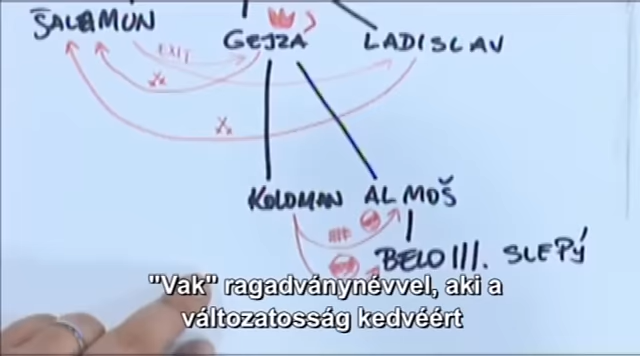 ŠALAMUN
GEJZA
LADISLAV
EXIT
KOLOMAN ALMOŠ
BELO III. SLEPÝ
"Vak" ragadványnévvel, aki a
változatosság kedvéért